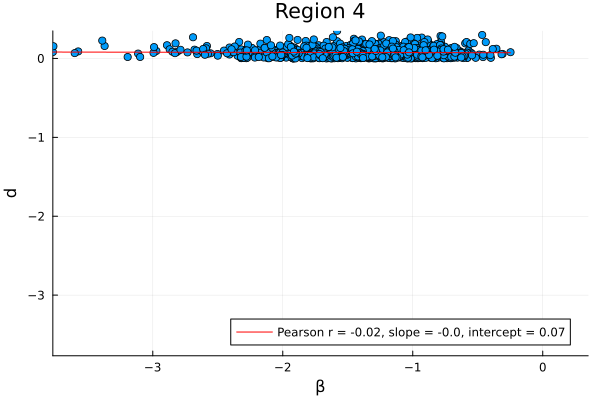 Region 4
0
−1
−2
−3
d
Pearson r = -0.02, slope = -0.0, intercept = 0.07
−3
−2
−1
0
β